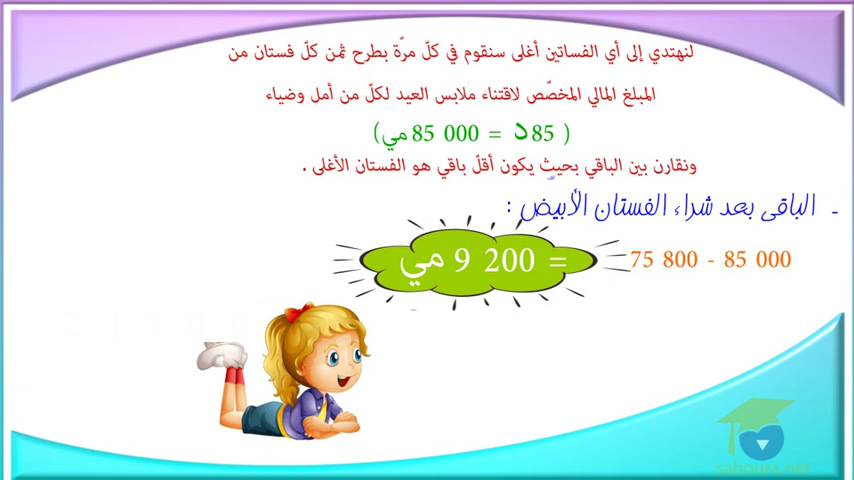 لنهتدي إلى أي الفساتين أغلى سنقوم في كلّ مرّة بطرح ثمن كلّ فستان من
المبلغ المالي المخصّص لاقتناء ملابس العيد لكلّ من أمل وضياء
( 85د = 000 85 مي)
ونقارن بين الباقي بحيث يكون أقلّ باقي هو الفستان الأغلى .
- الباقي بعد شراء الفستان الأبيض :
85 000 - 75 800
= 9 200 مي
saboura.net